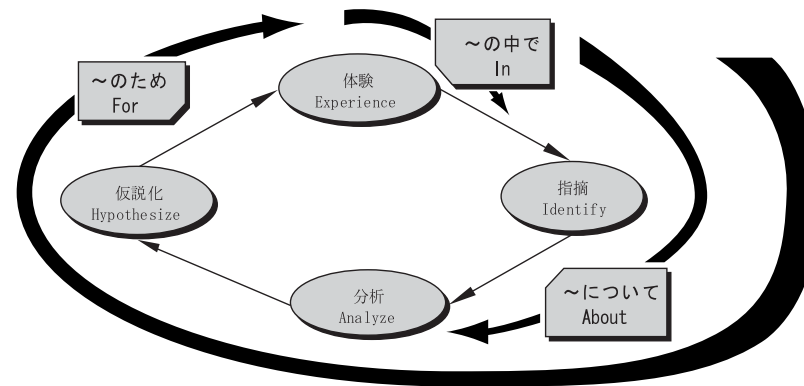 ～の中で
In
～のため
For
体験
Experience
仮説化
Hypothesize
指摘
Identify
分析
Analyze
～について
About